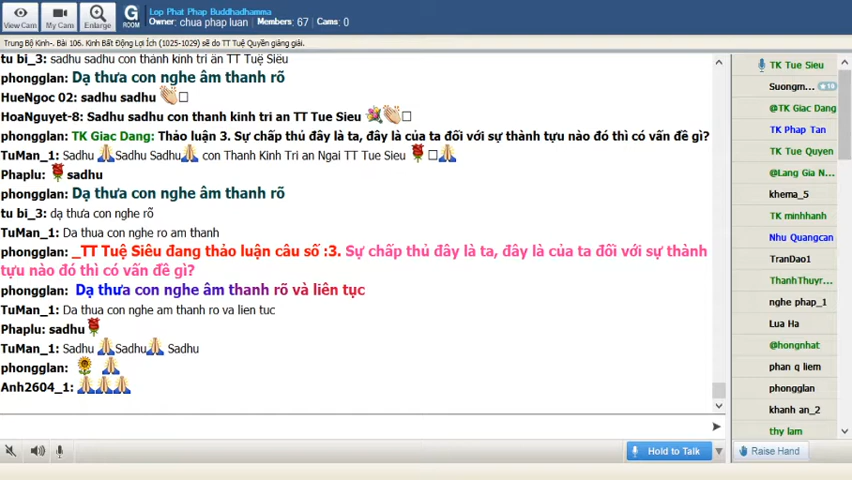 Lop Phat Phap Buddhadhamma
Owner: chua phap luan Members: 67 Cams: 0
View Cam
My Cam
Enlarge
G
ROOM
Trung Bộ Kinh-. Bài 106. Kinh Bất Động Lợi Ích (1025-1029) sẽ do TT Tuệ Quyền giảng giải.
tu bi_3: sadhu sadhu con thành kính tri ân TT Tuệ Siêu
phongglan: Dạ thưa con nghe âm thanh rõ
HueNgoc 02: sadhu sadhu
HoaNguyet-8: Sadhu sadhu con thanh kinh tri an TT Tue Sieu
phongglan: TK Giac Dang: Thảo luận 3. Sự chấp thủ đây là ta, đây là của ta đối với sự thành tựu nào đó thì có vấn đề gì?
TuMan_1: Sadhu Sadhu Sadhu con Thanh Kinh Tri an Ngai TT Tue Sieu
Phaplu: sadhu
phongglan: Dạ thưa con nghe âm thanh rõ
tu bi_3: dạ thưa con nghe rõ
TuMan_1: Da thua con nghe ro am thanh
phongglan: _TT Tuệ Siêu đang thảo luận câu số :3. Sự chấp thủ đây là ta, đây là của ta đối với sự thành
tựu nào đó thì có vấn đề gì?
phongglan: Dạ thưa con nghe âm thanh rõ và liên tục
TuMan_1: Da thua con nghe am thanh ro va lien tuc
Phaplu: sadhu
TuMan_1: Sadhu Sadhu Sadhu
phongglan:
Anh2604_1:
Hold to Talk
TK Tue Sieu
Suongm... 10
@TK Giac Dang
TK Phap Tan
TK Tue Quyen
@Lang Gia N...
khema_5
TK minhhanh
Nhu Quangcan
TranDao1
ThanhThuyr...
nghe phap_1
Lua Ha
@hongnhat
phan q liem
phongglan
khanh an_2
thy lam
Raise Hand